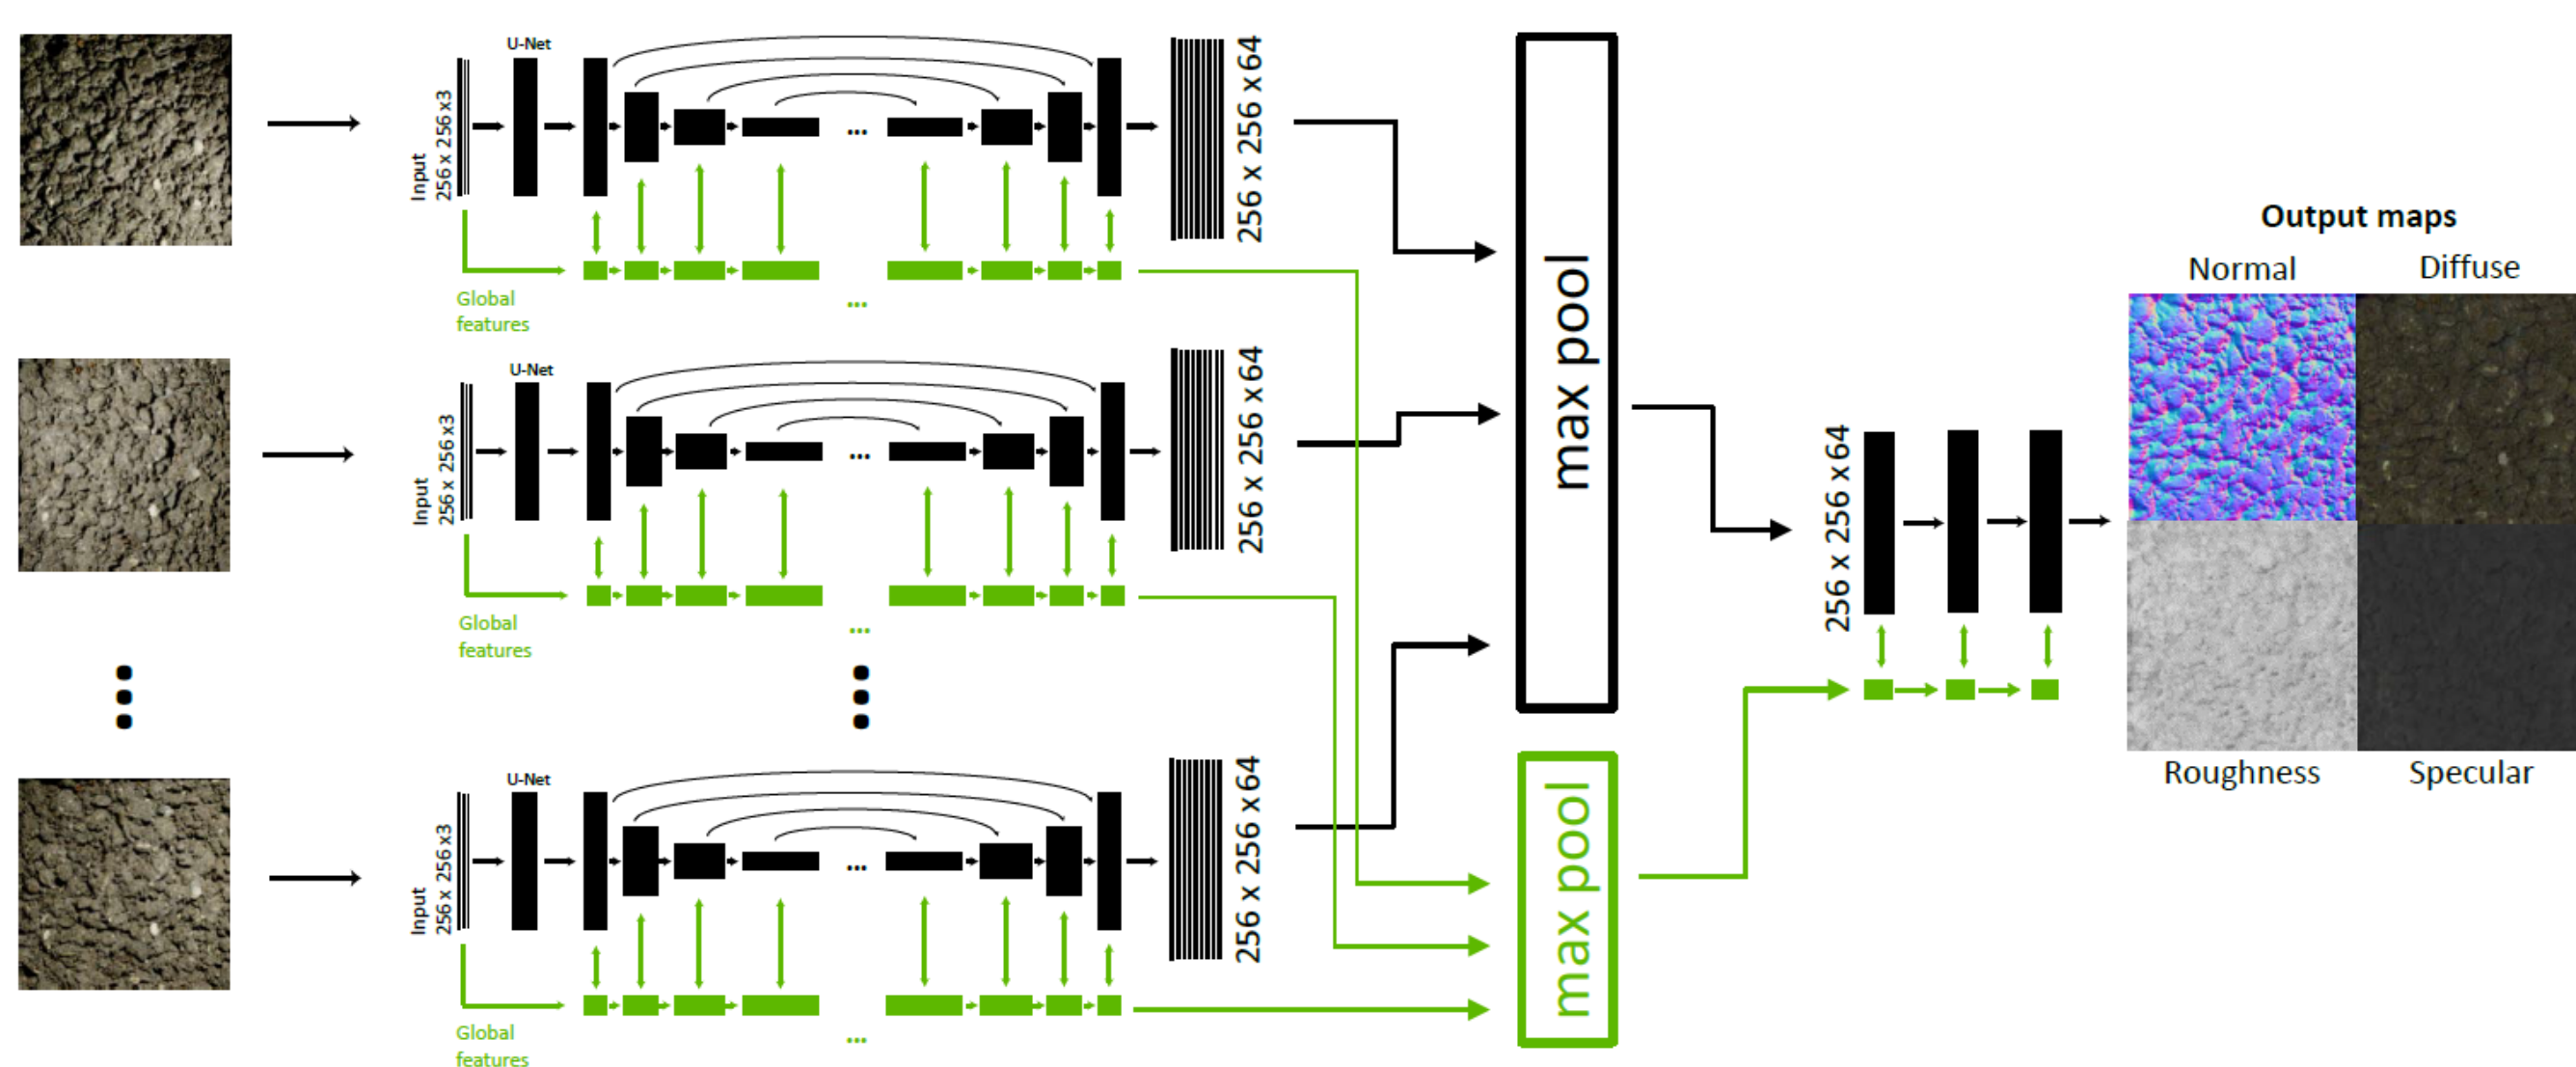 U-Net
Input
256 x 256 x3
Global
features
...
256 x 256 x 64
U-Net
Input
256 x 256 x3
Global
features
...
256 x 256 x 64
U-Net
Input
256 x 256 x3
Global
features
...
256 x 256 x 64
max pool
max pool
256 x 256 x 64
Output maps
Normal Diffuse
Roughness Specular